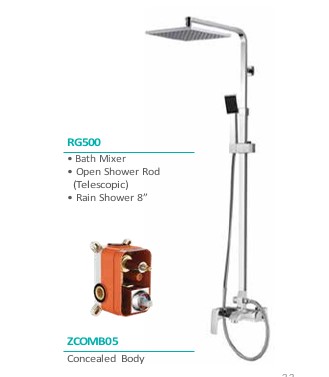 RG500
• Bath Mixer
• Open Shower Rod
(Telescopic)
• Rain Shower 8”
ZCOMB05
Concealed Body